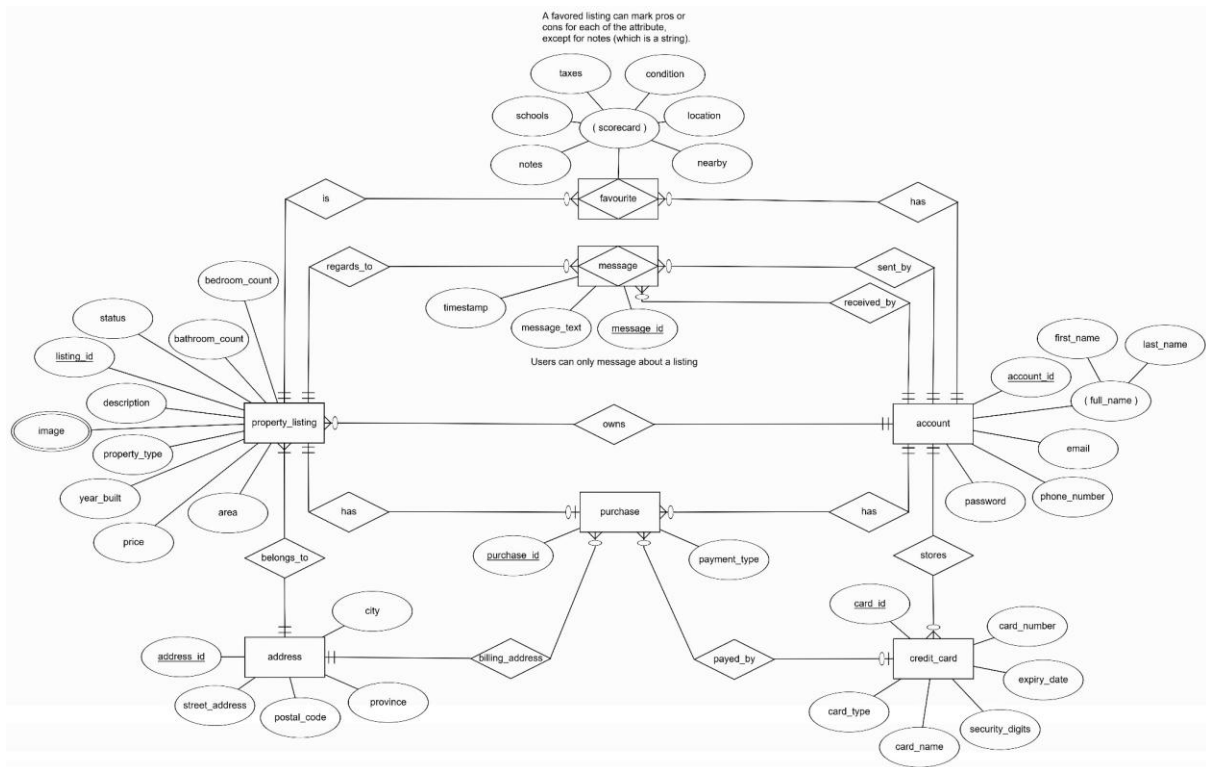 A favored listing can mark pros or
cons for each of the attribute,
except for notes (which is a string).
taxes
condition
schools
( scorecard )
location
notes
nearby
is
favourite
has
regards_to
message
sent_by
bedroom_count
timestamp
received_by
status
message_text
message_id
first_name
last_name
bathroom_count
listing_id
Users can only message about a listing
account_id
description
( full_name )
property_listing
owns
account
image
property_type
email
year_built
area
password
phone_number
price
has
purchase
has
belongs_to
purchase_id
payment_type
stores
city
card_id
card_number
address_id
address
billing_address
payed_by
credit_card
expiry_date
street_address
province
postal_code
card_type
security_digits
card_name